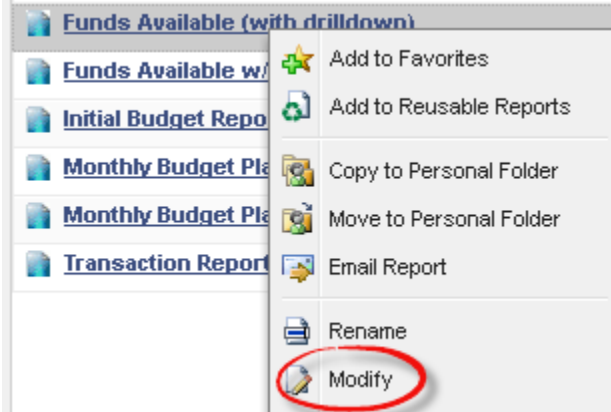 Funds Available (with drilldown)
Funds Available w/
Initial Budget Repo
Monthly Budget Pla
Monthly Budget Pla
Transaction Report
Add to Favorites
Add to Reusable Reports
Copy to Personal Folder
Move to Personal Folder
Email Report
Rename
Modify